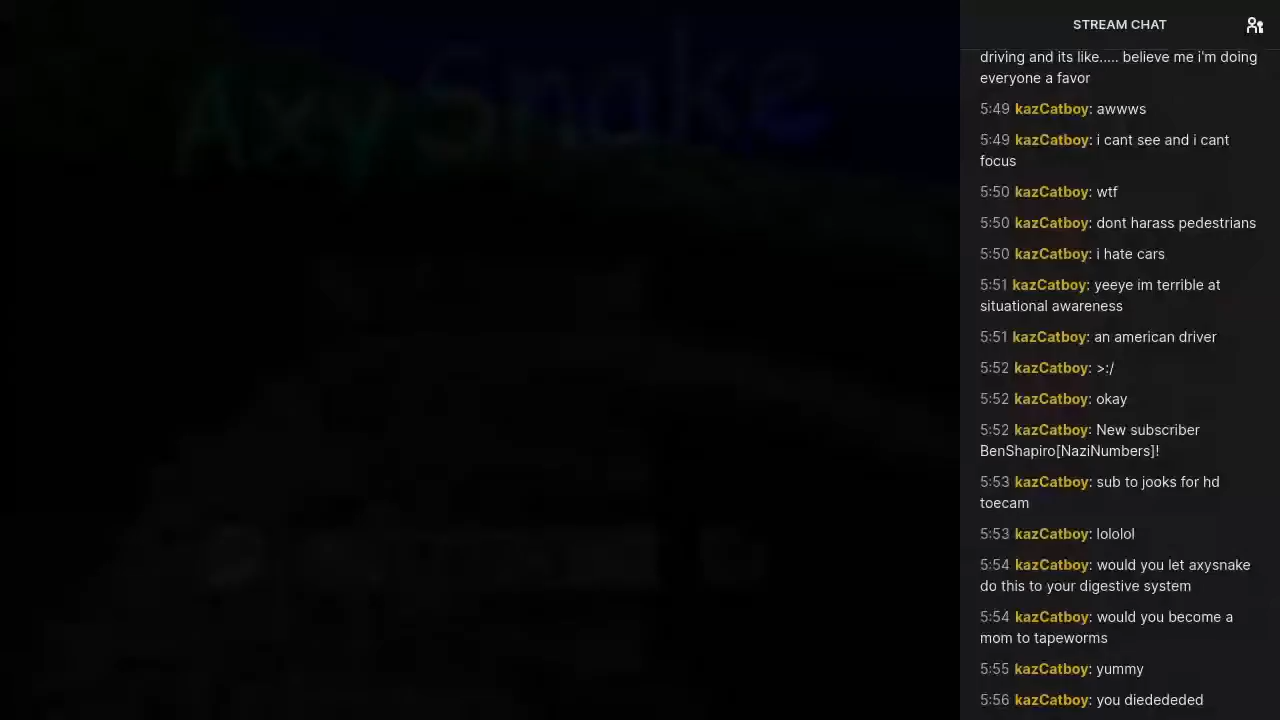 STREAM CHAT
Axy Snake
driving and its like..... believe me i'm doing
everyone a favor
5:49 kazCatboy: awwws
5:49 kazCatboy: i cant see and i cant
focus
5:50 kazCatboy: wtf
5:50 kazCatboy: dont harass pedestrians
5:50 kazCatboy: i hate cars
5:51 kazCatboy: yeeye im terrible at
situational awareness
5:51 kazCatboy: an american driver
5:52 kazCatboy: >:/
5:52 kazCatboy: okay
5:52 kazCatboy: New subscriber
BenShapiro[NaziNumbers]!
5:53 kazCatboy: sub to jooks for hd
toecam
5:53 kazCatboy: lololol
5:54 kazCatboy: would you let axysnake
do this to your digestive system
5:54 kazCatboy: would you become a
mom to tapeworms
5:55 kazCatboy: yummy
5:56 kazCatboy: you diedededed